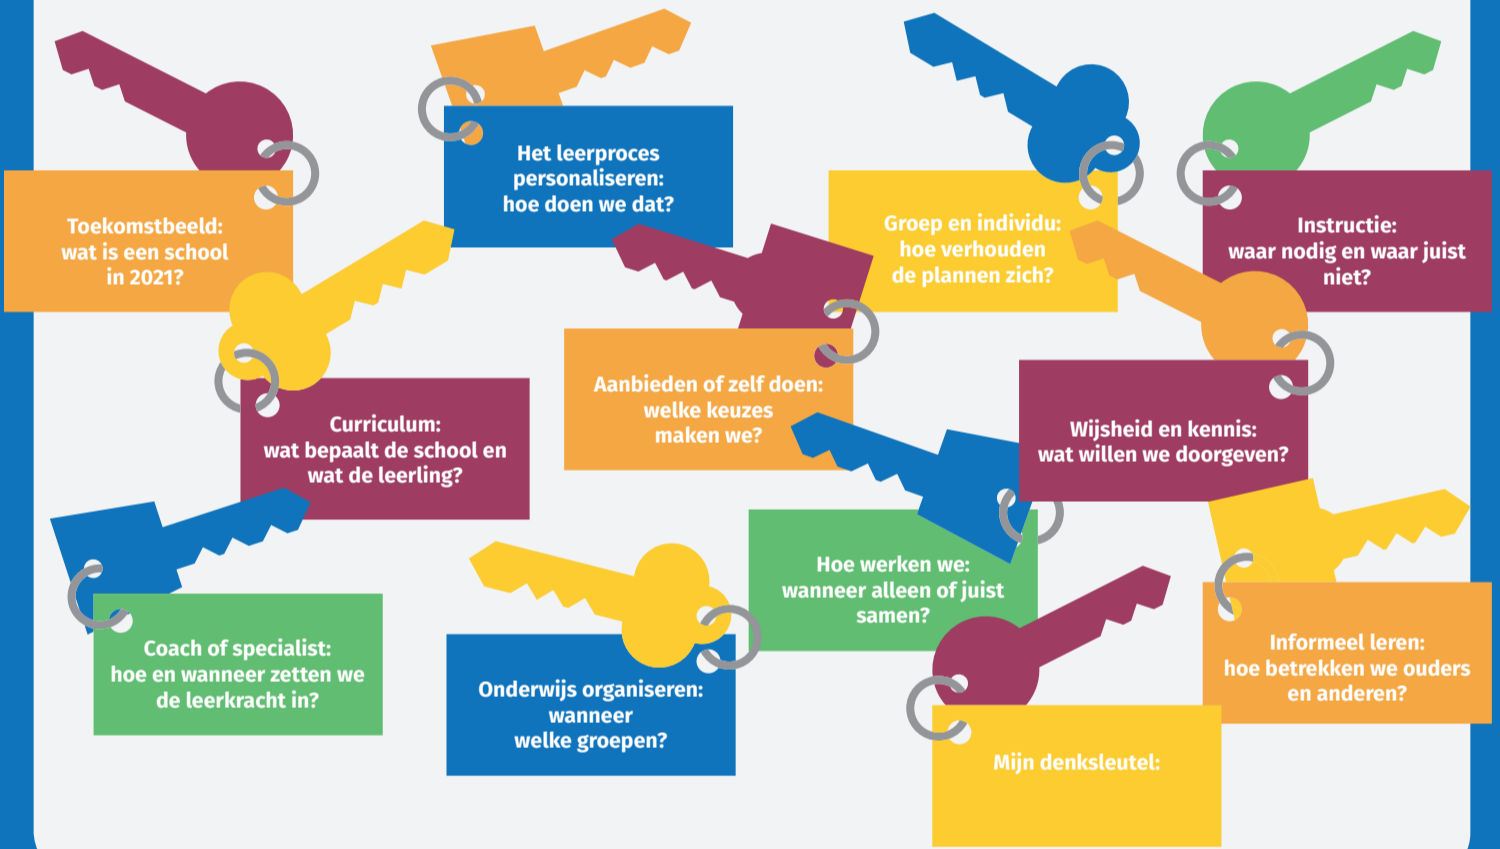 Toekomstbeeld:
wat is een school
in 2021?
Het leerproces
personaliseren:
hoe doen we dat?
Groep en individu:
hoe verhouden
de plannen zich?
Instructie:
waar nodig en waar juist
niet?
Curriculum:
wat bepaalt de school en
wat de leerling?
Aanbieden of zelf doen:
welke keuzes
maken we?
Wijsheid en kennis:
wat willen we doorgeven?
Coach of specialist:
hoe en wanneer zetten we
de leerkracht in?
Onderwijs organiseren:
wanneer
welke groepen?
Hoe werken we:
wanneer alleen of juist
samen?
Informeel leren:
hoe betrekken we ouders
en anderen?
Mijn denksleutel: